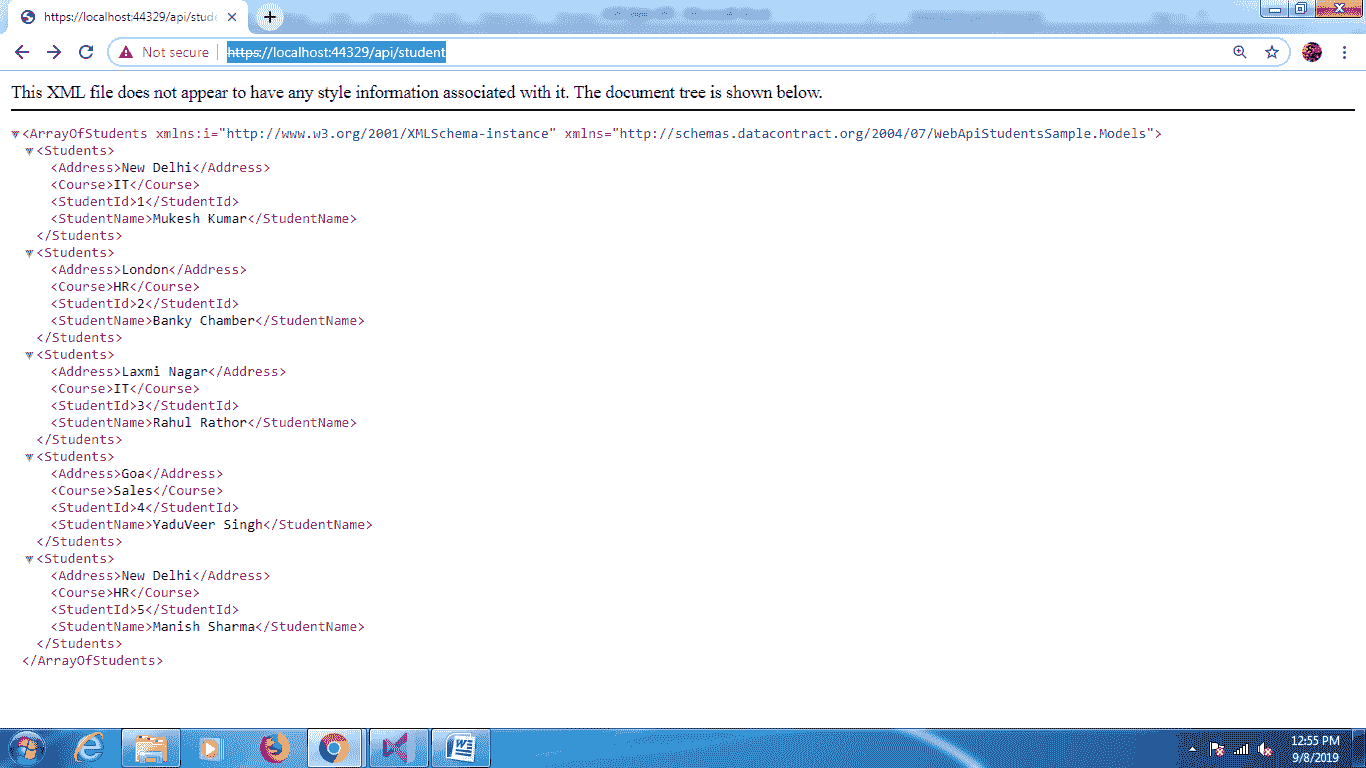 https://localhost:44329/api/stud
Not secure
https://localhost:44329/api/student
This XML file does not appear to have any style information associated with it. The document tree is shown below.
<ArrayOfStudents xmlns:i="http://www.w3.org/2001/XMLSchema-instance" xmlns="http://schemas.datacontract.org/2004/07/WebApiStudentsSample.Models">
<Students>
<Address>New Delhi</Address>
<Course>IT</Course>
<StudentId>1</StudentId>
<StudentName>Mukesh Kumar</StudentName>
</Students>
<Students>
<Address>London</Address>
<Course>HR</Course>
<StudentId>2</StudentId>
<StudentName>Banky Chamber</StudentName>
</Students>
<Students>
<Address>Laxmi Nagar</Address>
<Course>IT</Course>
<StudentId>3</StudentId>
<StudentName>Rahul Rathor</StudentName>
</Students>
<Students>
<Address>Goa</Address>
<Course>Sales</Course>
<StudentId>4</StudentId>
<StudentName>YaduVeer Singh</StudentName>
</Students>
<Students>
<Address>New Delhi</Address>
<Course>HR</Course>
<StudentId>5</StudentId>
<StudentName>Manish Sharma</StudentName>
</Students>
</ArrayOfStudents>
12:55 PM
9/8/2019